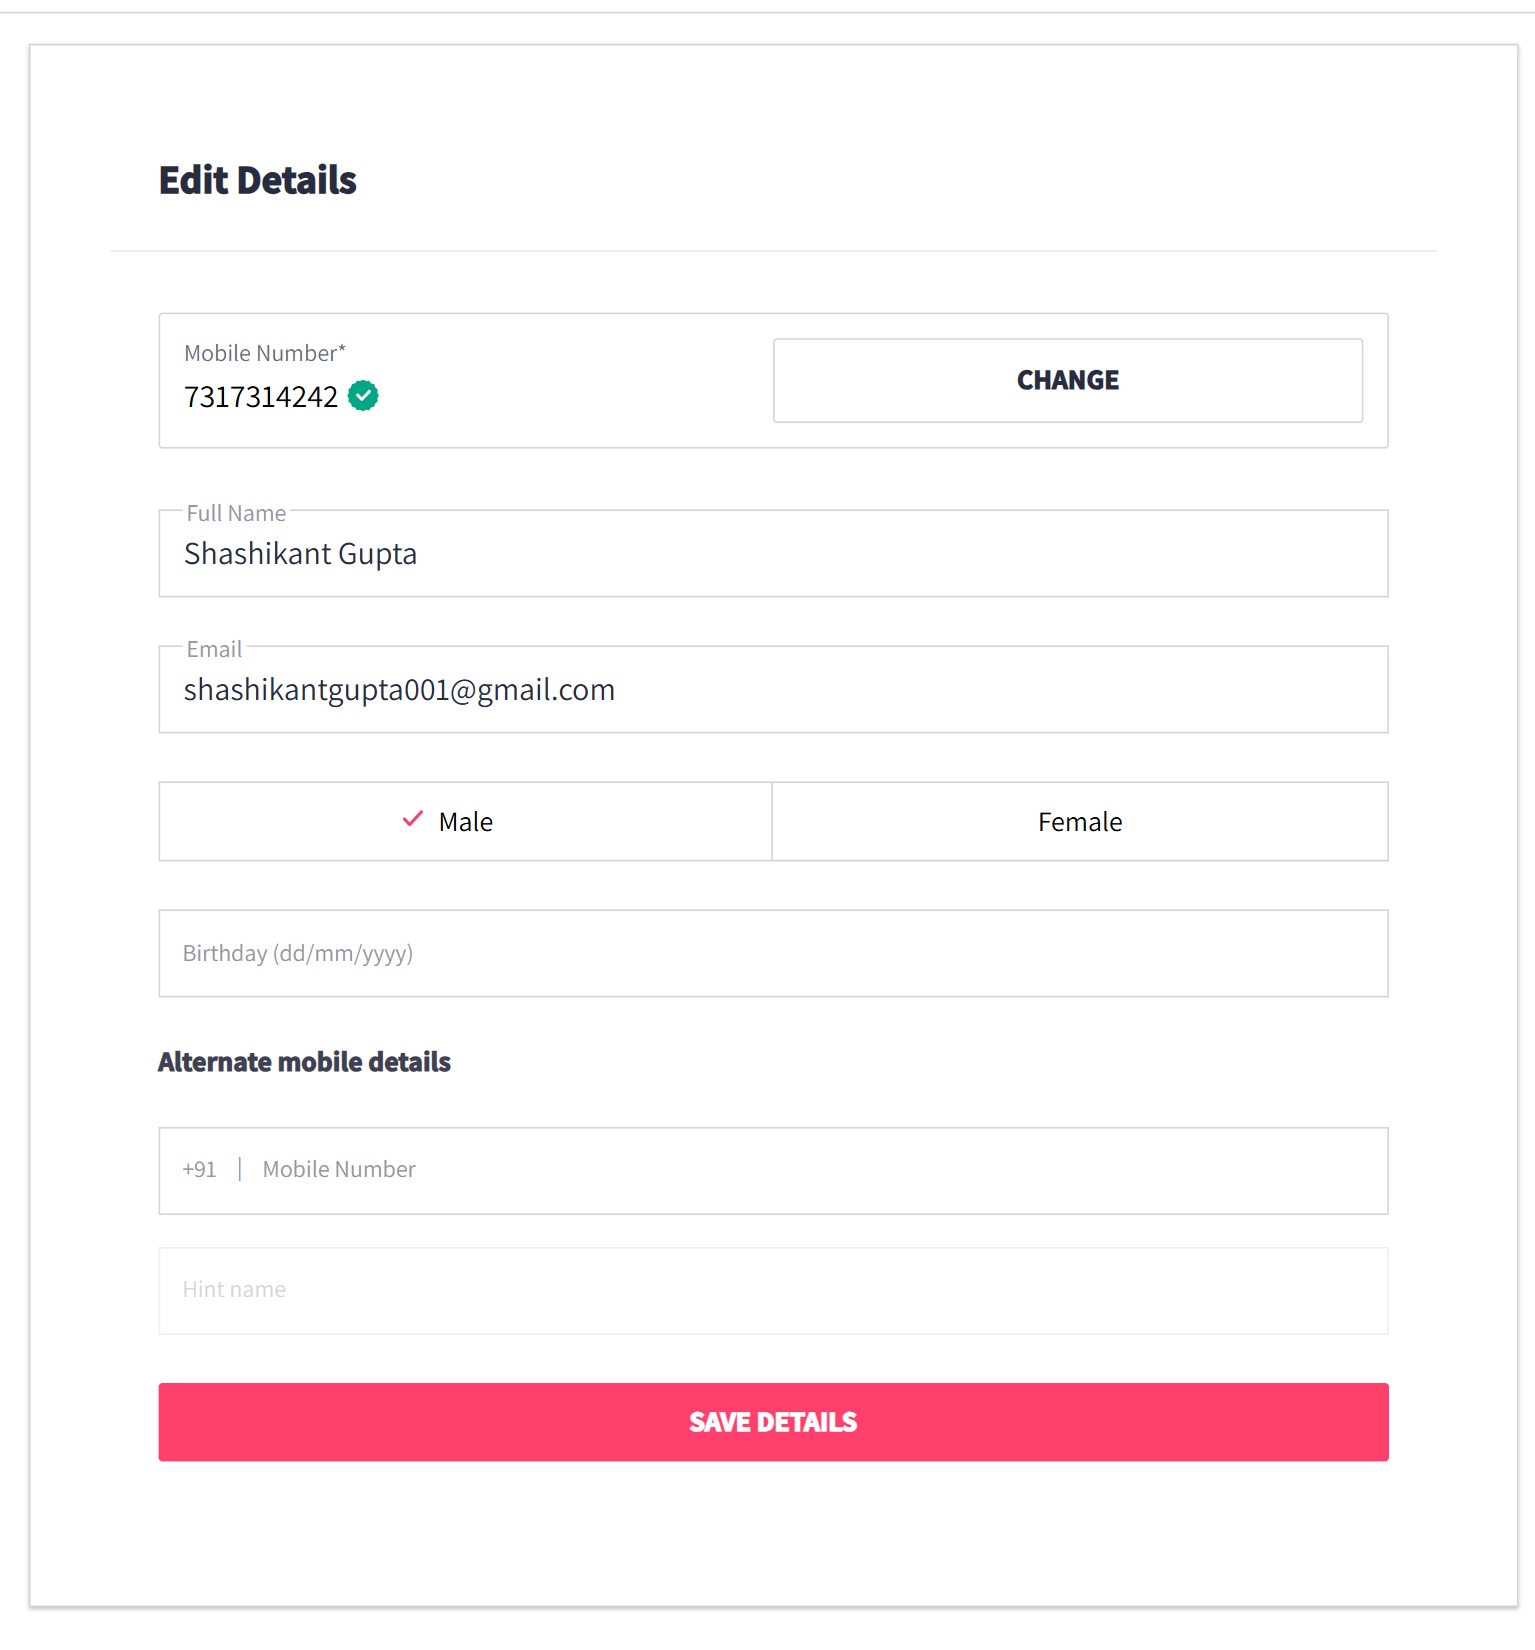 Edit Details
Mobile Number*
7317314242
CHANGE
Full Name
Shashikant Gupta
Email
shashikantgupta001@gmail.com
Male
Female
Birthday (dd/mm/yyyy)
Alternate mobile details
+91 | Mobile Number
Hint name
SAVE DETAILS